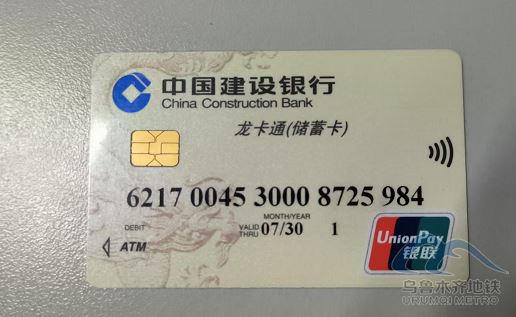 中国建设银行
China Construction Bank
龙卡通(储蓄卡)
6217 0045 3000 8725 984
MONTH/YEAR
DEBIT VALID THRU 07/30 1
ATM
UnionPay
银联
乌鲁木齐地铁
URUMQI METRO